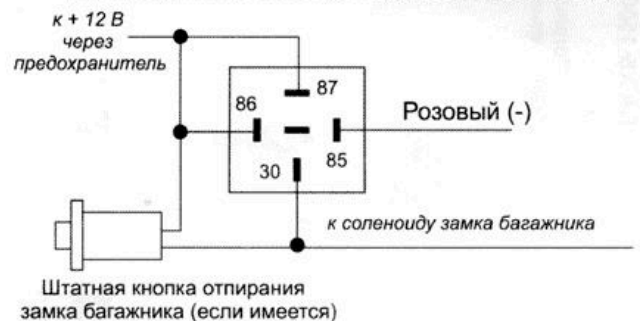 к + 12 В
через
предохранитель
87
86
Розовый (-)
85
30
к соленоиду замка багажника
Штатная кнопка отпирания
замка багажника (если имеется)